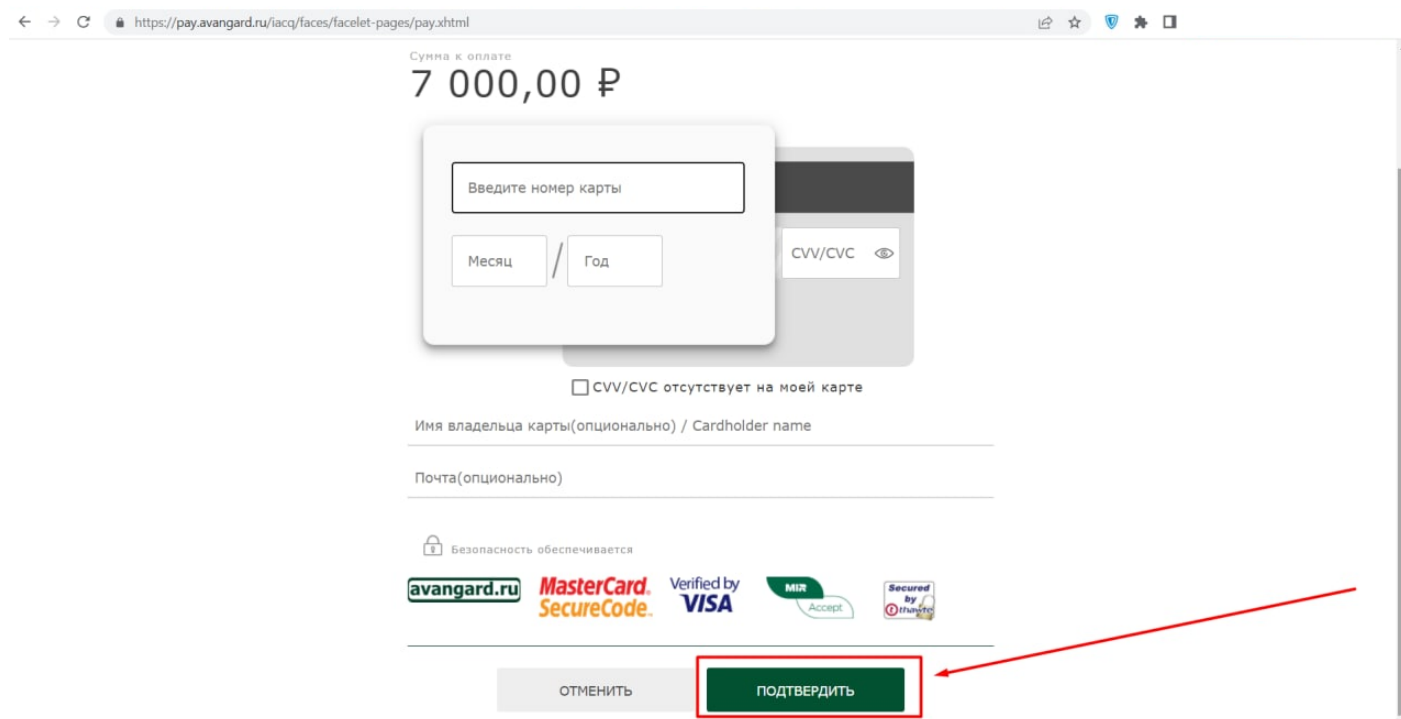 https://pay.avangard.ru/iacq/faces/facelet-pages/pay.xhtml
Сумма к оплате
7 000,00 ₽
Введите номер карты
Месяц / Год
CVV/CVC
CVV/CVC отсутствует на моей карте
Имя владельца карты(опционально) / Cardholder name
Почта(опционально)
Безопасность обеспечивается
avangard.ru
MasterCard.
SecureCode.
Verified by
VISA
MIR
Accept
Secured
by
thawte
ОТМЕНИТЬ
ПОДТВЕРДИТЬ